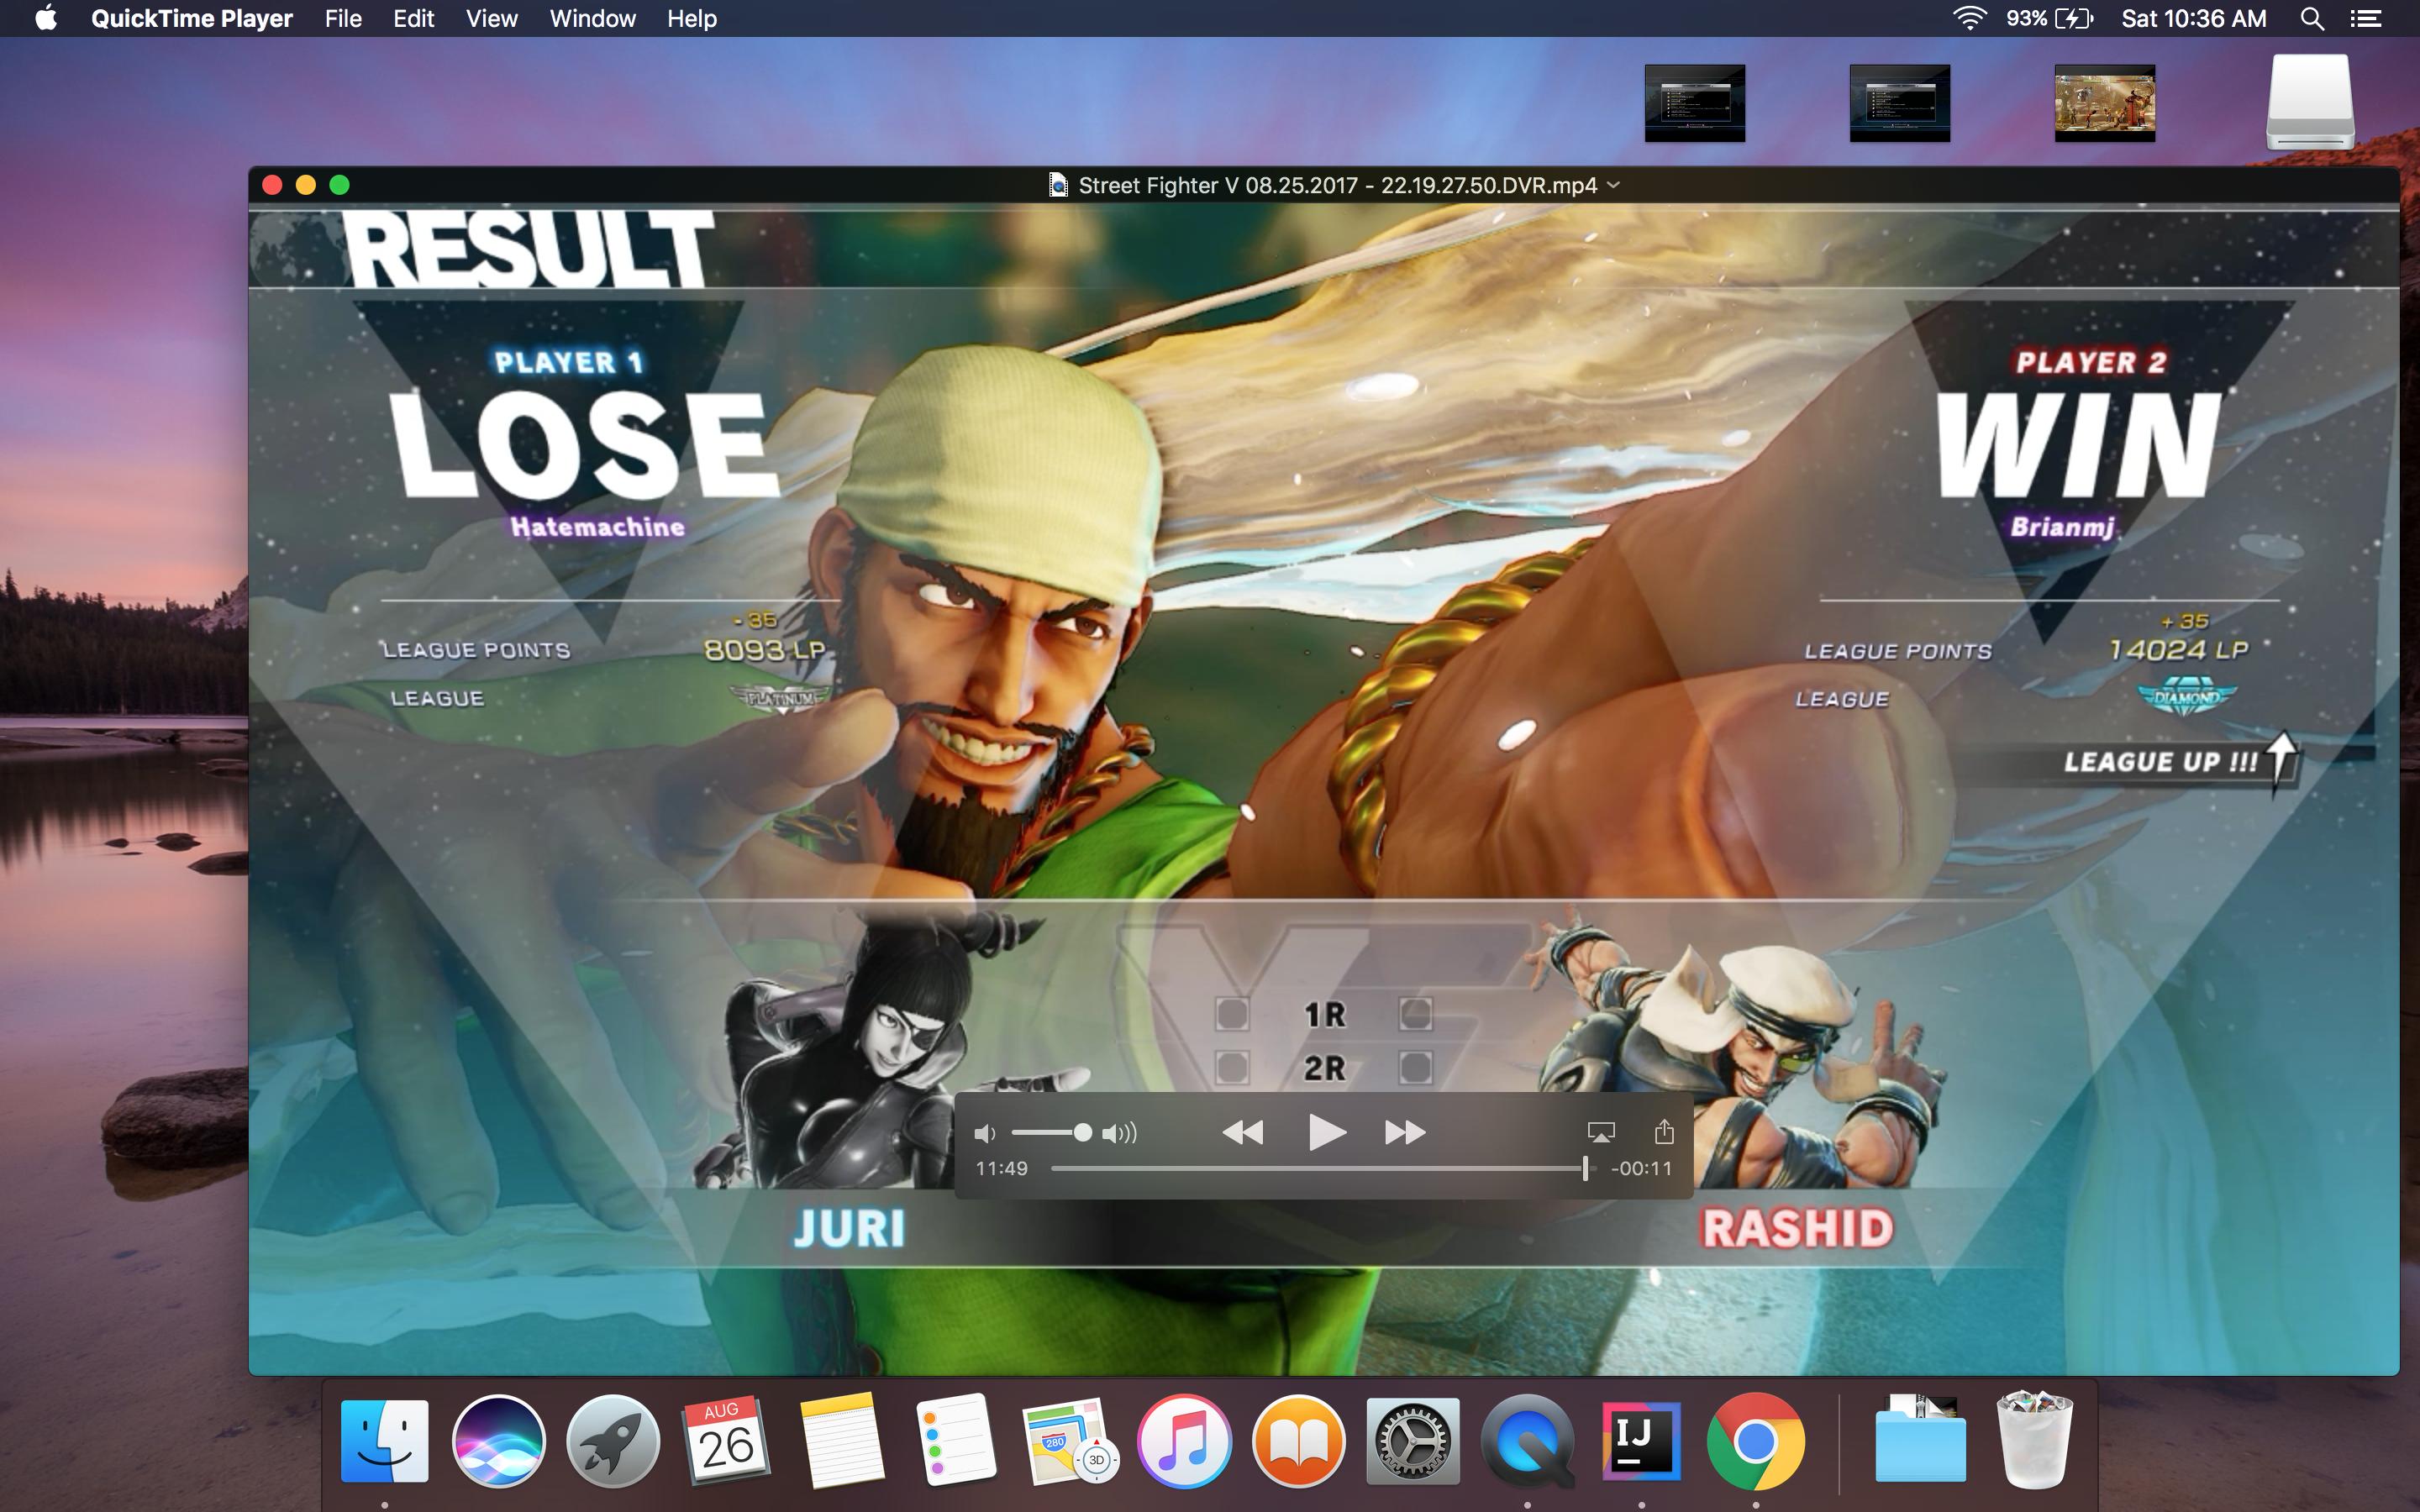 QuickTime Player File Edit View Window Help 93% Sat 10:36 AM
Street Fighter V 08.25.2017 - 22.19.27.50.DVR.mp4
RESULT
PLAYER 1
LOSE
Hatemachine
- 35
LEAGUE POINTS 8093 LP
LEAGUE PLATINUM
PLAYER 2
WIN
Brianmj
+ 35
LEAGUE POINTS 14024 LP
LEAGUE DIAMOND
LEAGUE UP !!!
1R
2R
11:49 -00:11
JURI RASHID
AUG
26
280
3D
IJ